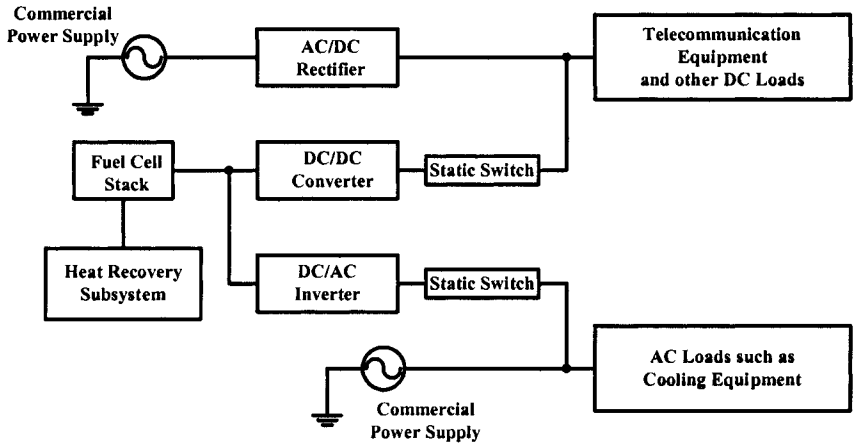 Commercial
Power Supply
AC/DC
Rectifier
Telecommunication
Equipment
and other DC Loads
Fuel Cell
Stack
DC/DC
Converter
Static Switch
Heat Recovery
Subsystem
DC/AC
Inverter
Static Switch
AC Loads such as
Cooling Equipment
Commercial
Power Supply